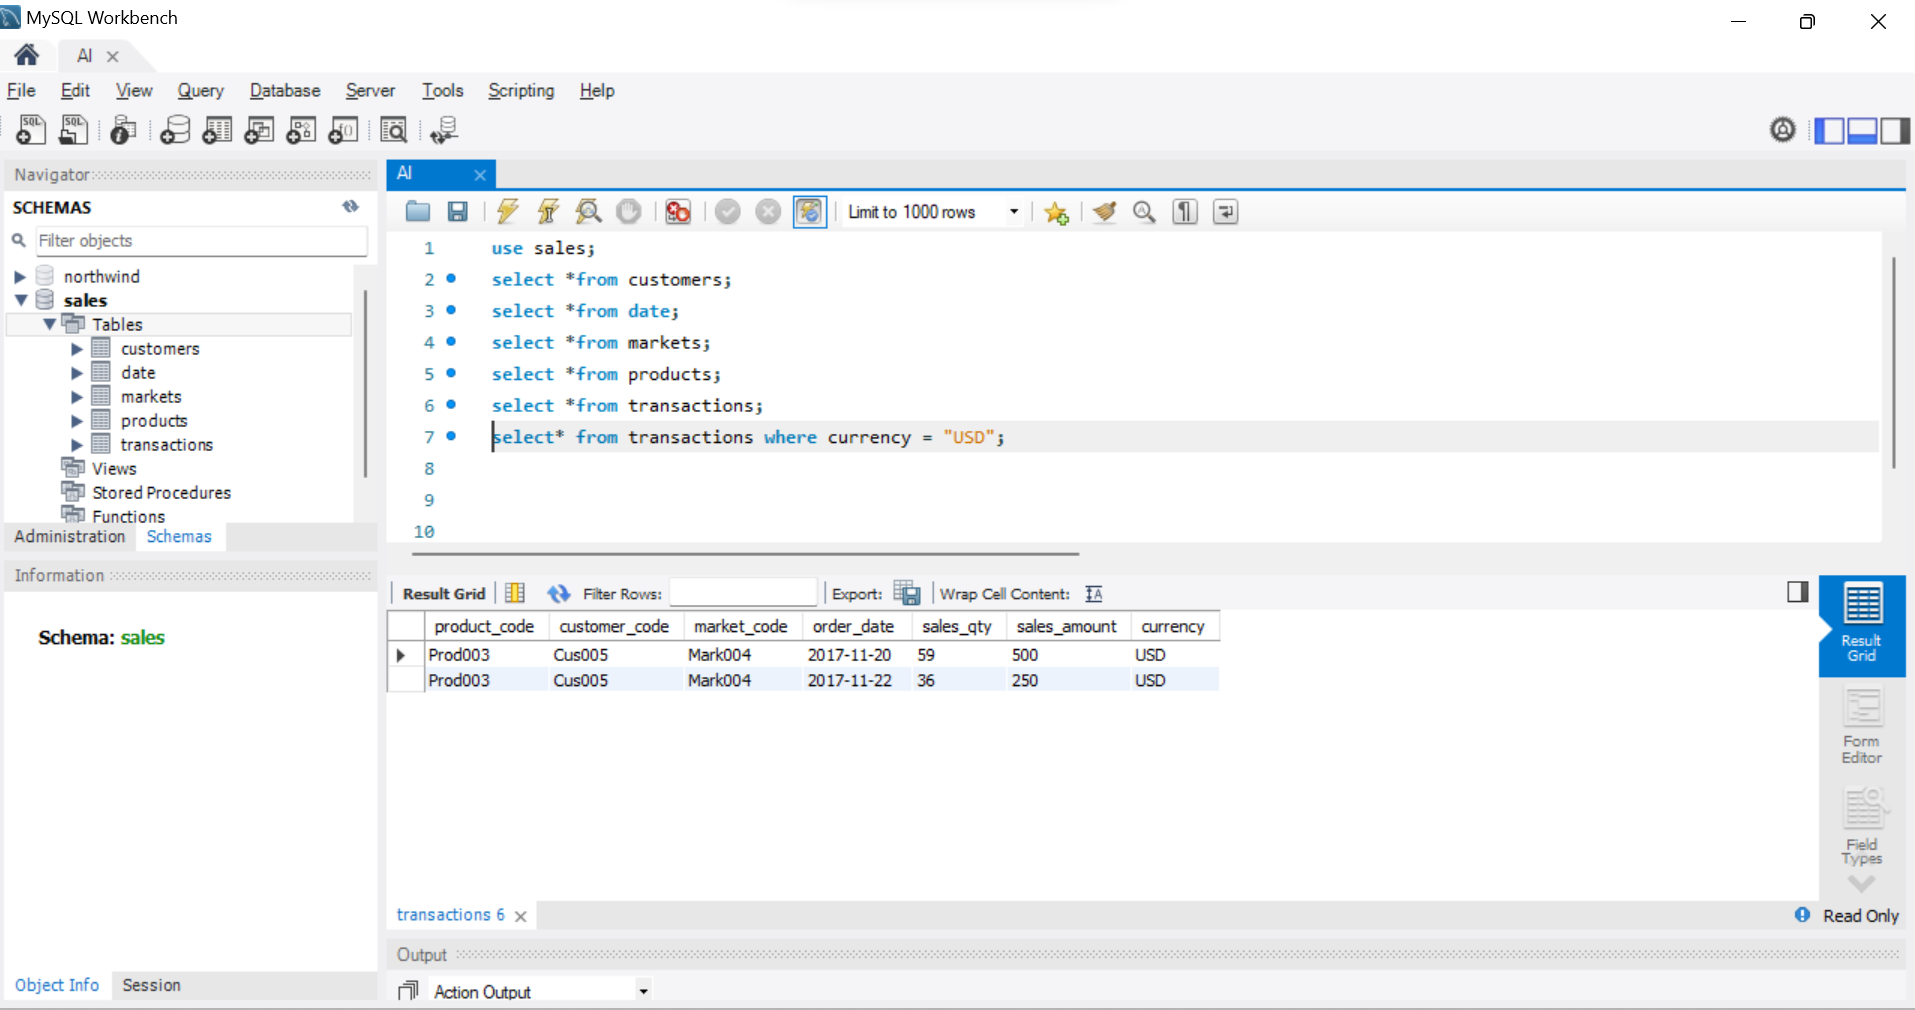 MySQL Workbench
AI
File Edit View Query Database Server Tools Scripting Help
Navigator
SCHEMAS
Filter objects
northwind
sales
Tables
customers
date
markets
products
transactions
Views
Stored Procedures
Functions
Administration Schemas
Information
Schema: sales
Object Info Session
AI
Limit to 1000 rows
1 use sales;
2 select *from customers;
3 select *from date;
4 select *from markets;
5 select *from products;
6 select *from transactions;
7 select* from transactions where currency = "USD";
8
9
10
Result Grid Filter Rows: Export: Wrap Cell Content:
product_code customer_code market_code order_date sales_qty sales_amount currency
Prod003 Cus005 Mark004 2017-11-20 59 500 USD
Prod003 Cus005 Mark004 2017-11-22 36 250 USD
Result
Grid
Form
Editor
Field
Types
transactions 6
Read Only
Output
Action Output